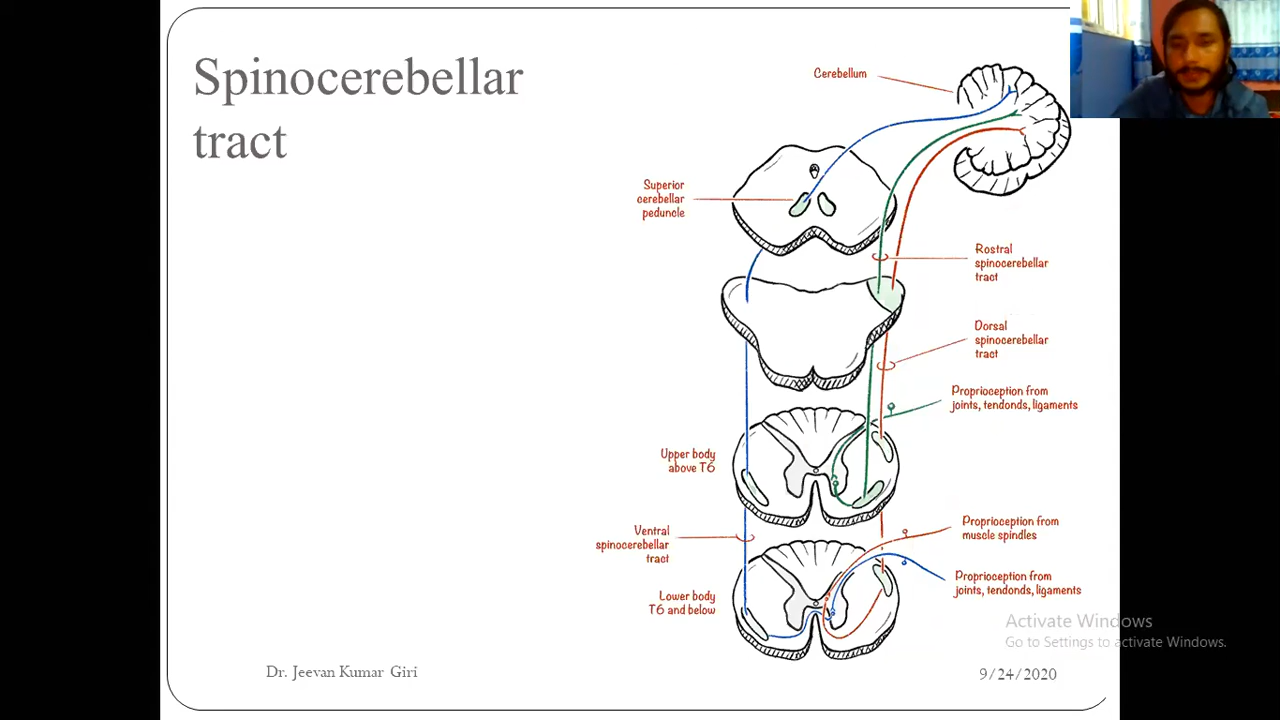 Spinocerebellar
tract
Cerebellum
Superior
cerebellar
peduncle
Rostral
spinocerebellar
tract
Dorsal
spinocerebellar
tract
Proprioception from
joints, tendonds, ligaments
Upper body
above T6
Ventral
spinocerebellar
tract
Proprioception from
muscle spindles
Proprioception from
joints, tendonds, ligaments
Lower body
T6 and below
Activate Windows
Go to Settings to activate Windows.
Dr. Jeevan Kumar Giri
9/24/2020